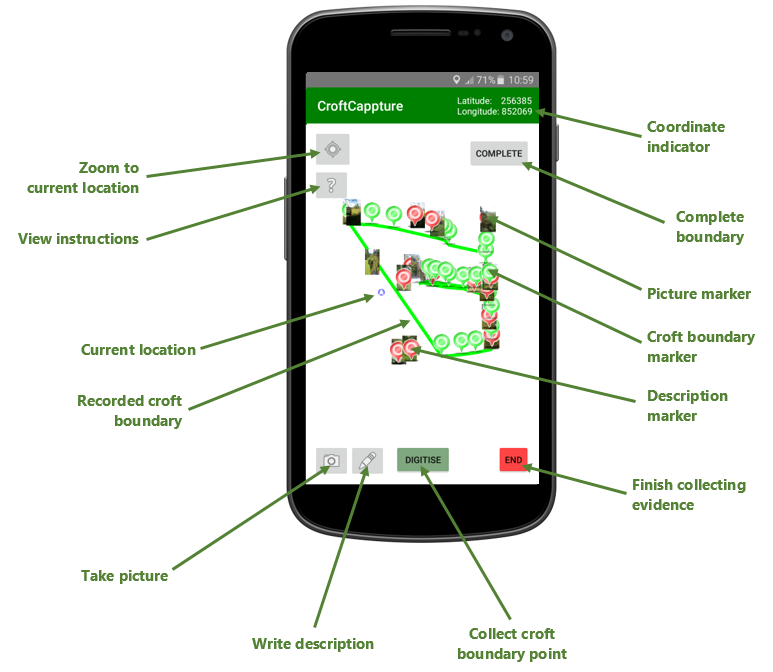 71% 10:59
CroftCappture
Latitude: 256385
Longitude: 852069
Coordinate
indicator
COMPLETE
Zoom to
current location
?
Complete
boundary
View instructions
Picture marker
Current location
Croft boundary
marker
Recorded croft
boundary
Description
marker
DIGITISE
END
Finish collecting
evidence
Take picture
Write description
Collect croft
boundary point